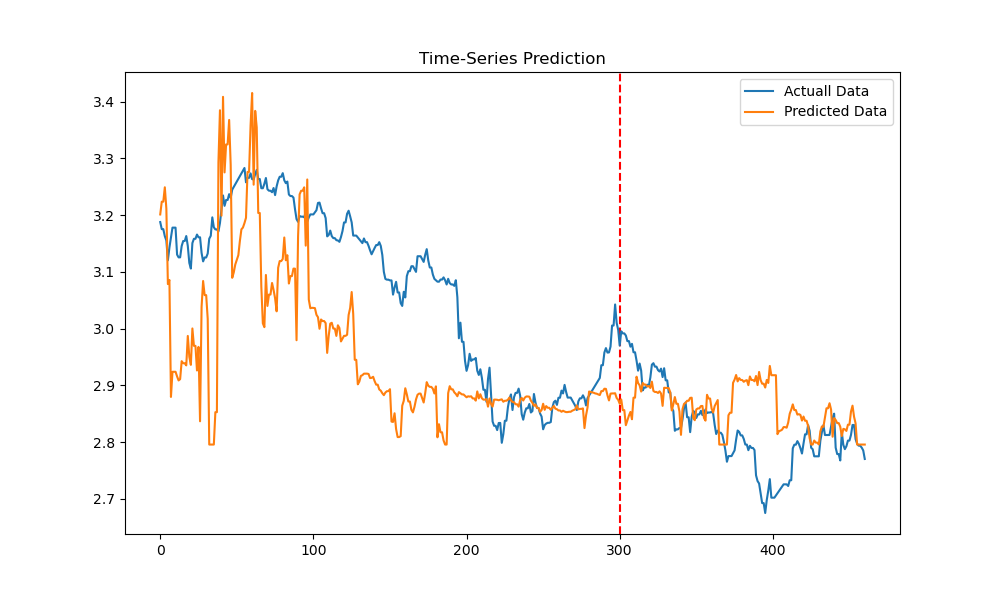 Time-Series Prediction
Actuall Data
Predicted Data
3.4
3.3
3.2
3.1
3.0
2.9
2.8
2.7
0 100 200 300 400